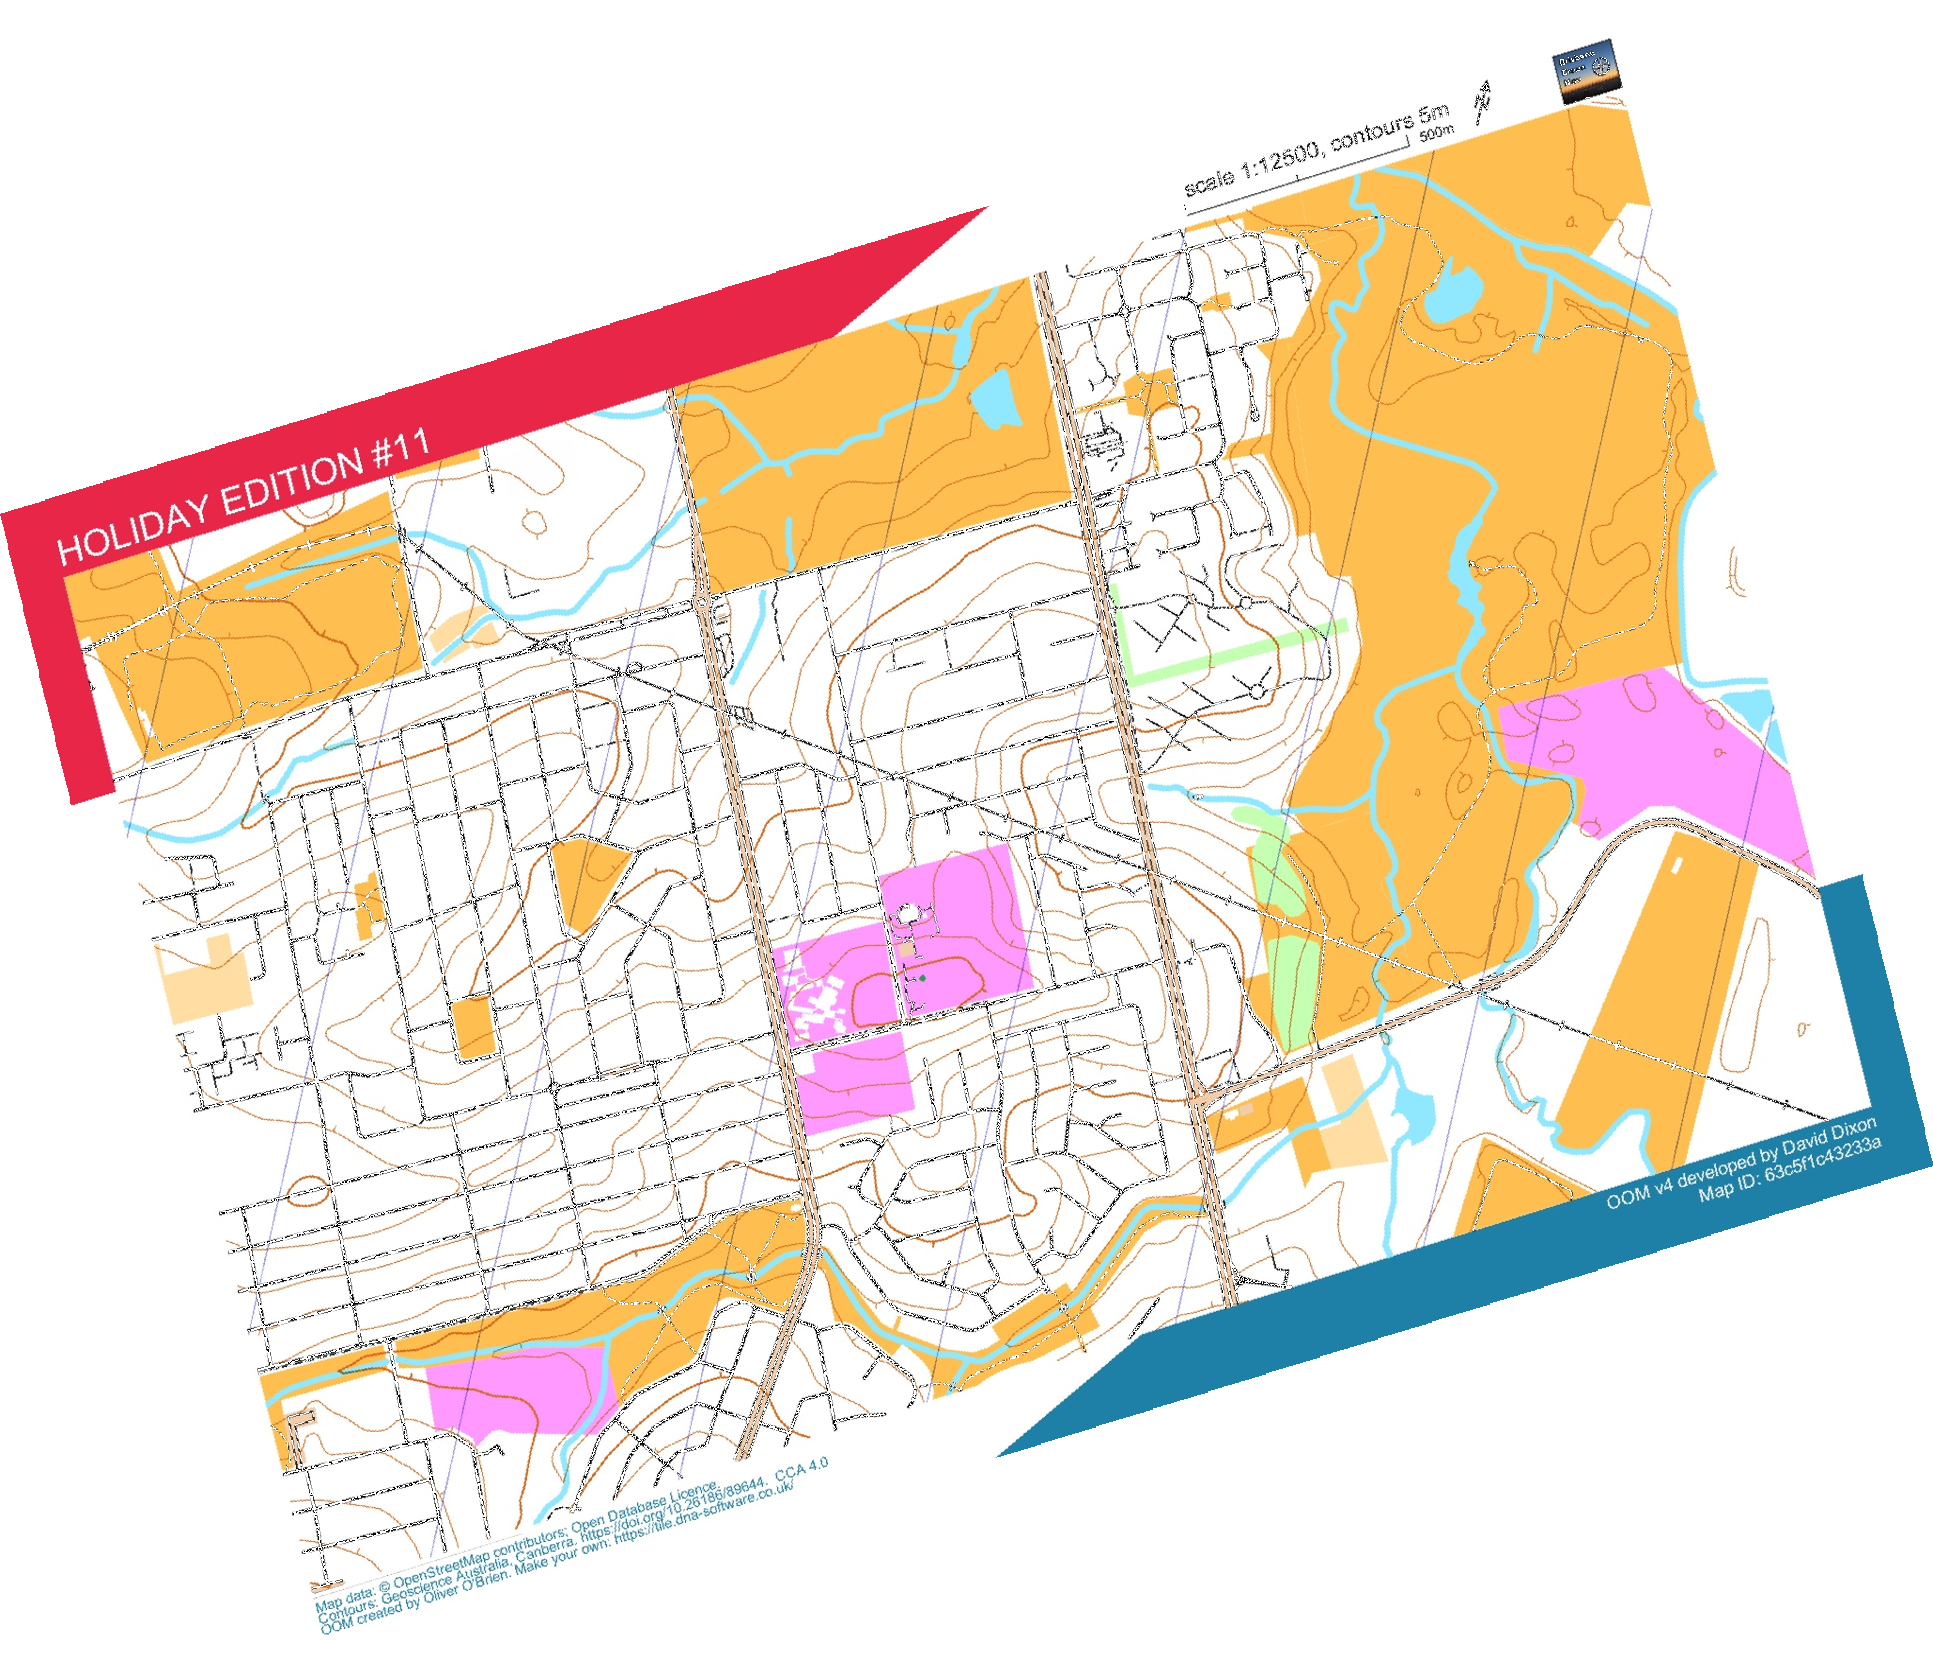 scale 1:12500, contours 5m
500m
HOLIDAY EDITION #11
OOM v4 developed by David Dixon
Map ID: 63c5f1c43233a
Map data: © OpenStreetMap contributors; Open Database Licence.
Contours: Geoscience Australia, Canberra. https://doi.org/10.26186/89644. CCA 4.0
OOM created by Oliver O'Brien. Make your own: https://tile.dna-software.co.uk/